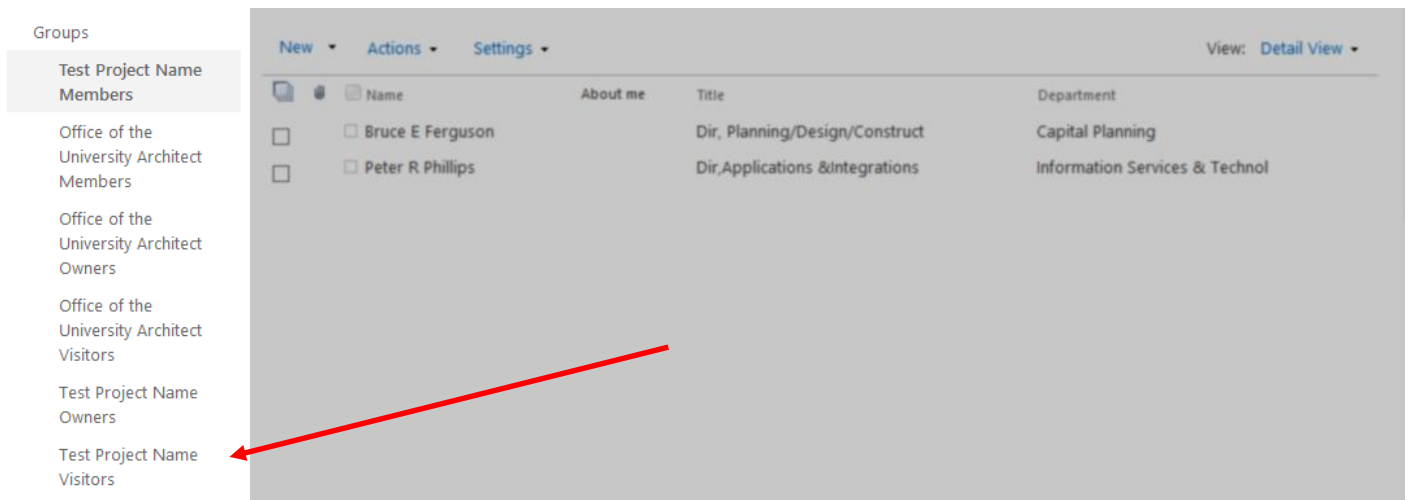 Groups
Test Project Name
Members
Office of the
University Architect
Members
Office of the
University Architect
Owners
Office of the
University Architect
Visitors
Test Project Name
Owners
Test Project Name
Visitors
New Actions Settings View: Detail View
Name About me Title Department
Bruce E Ferguson Dir, Planning/Design/Construct Capital Planning
Peter R Phillips Dir,Applications &Integrations Information Services & Technol